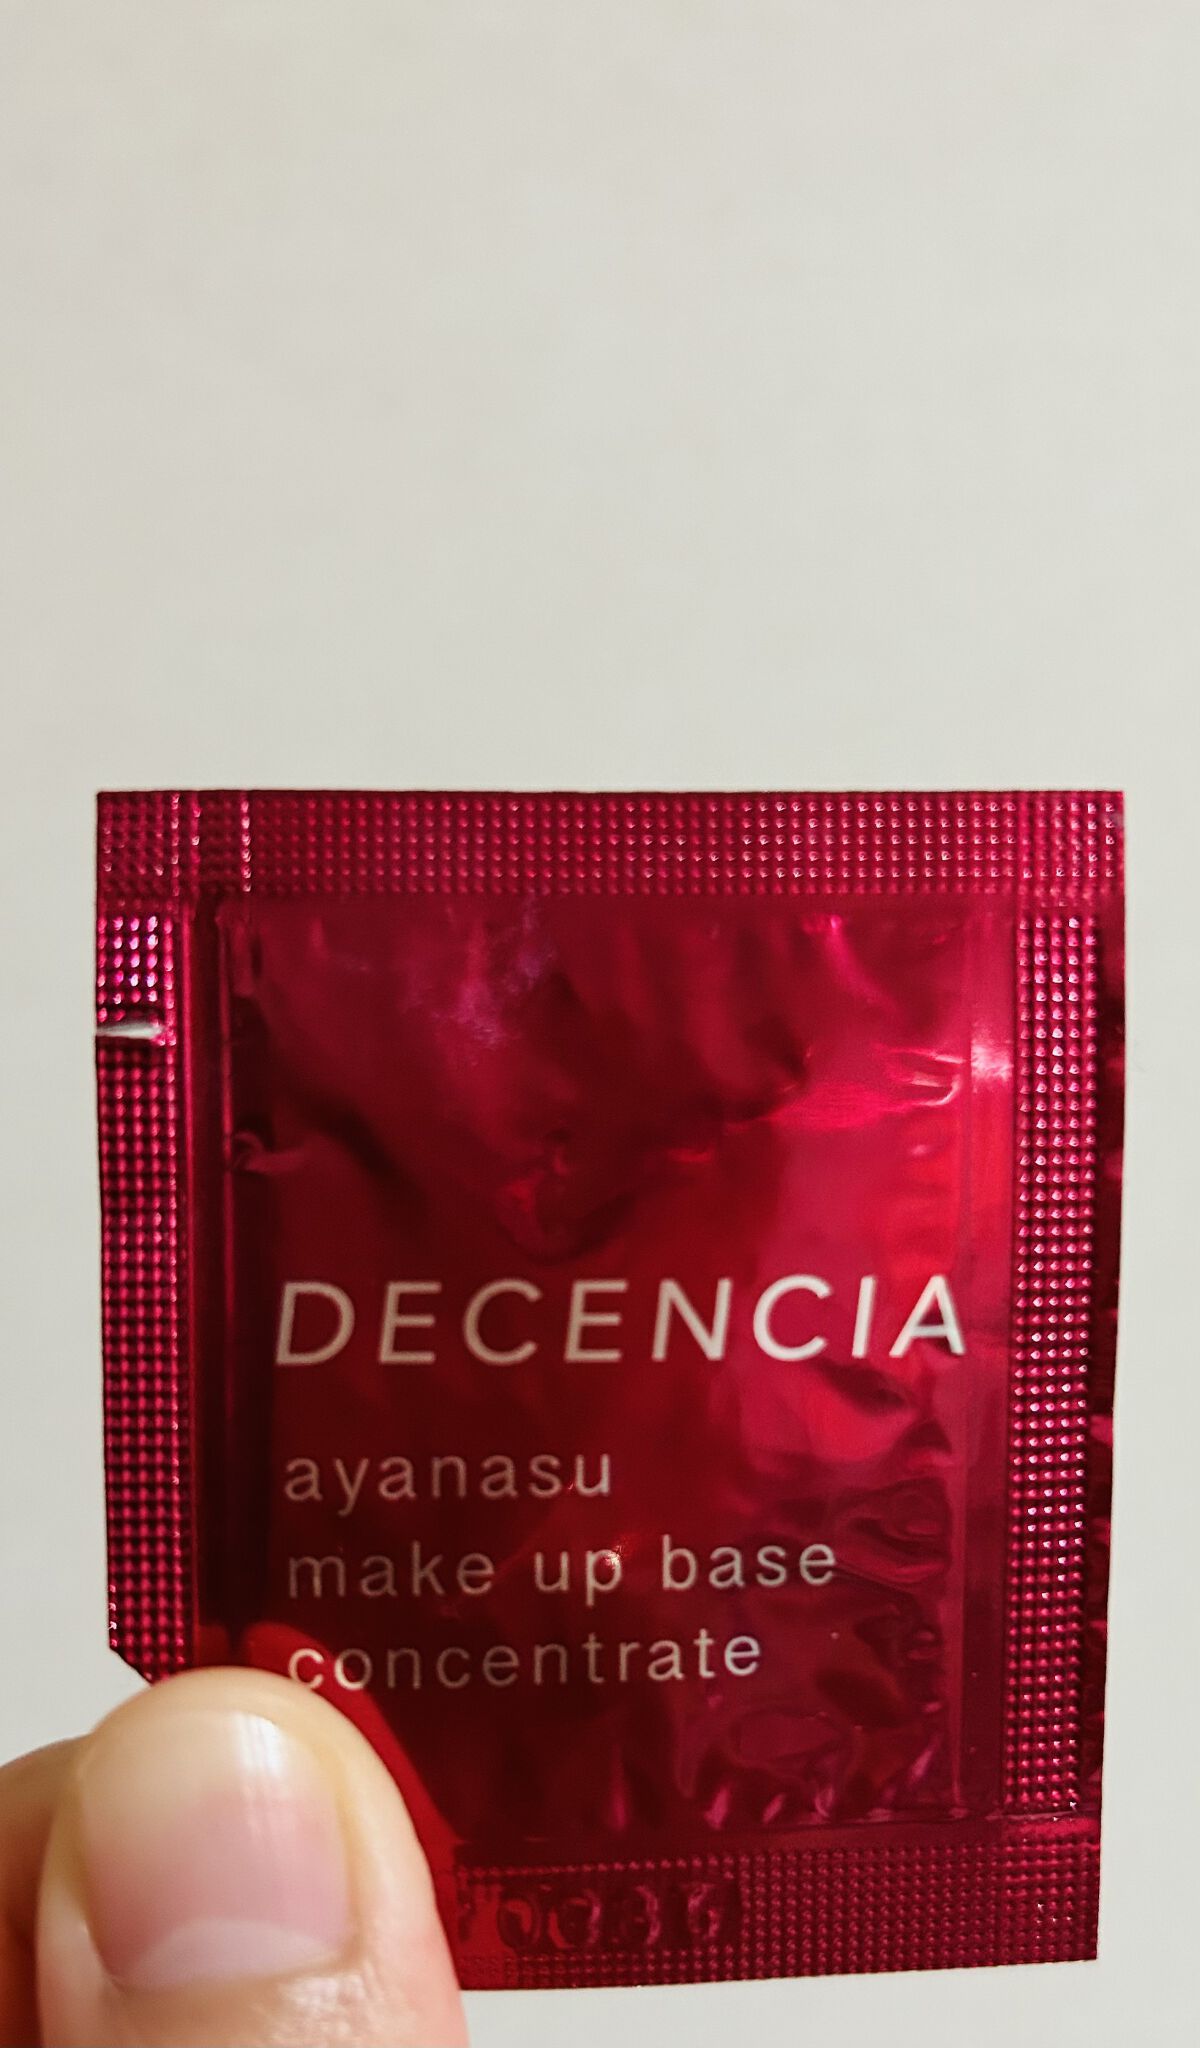 DECENCIA
ayanasu
make up base
concentrate